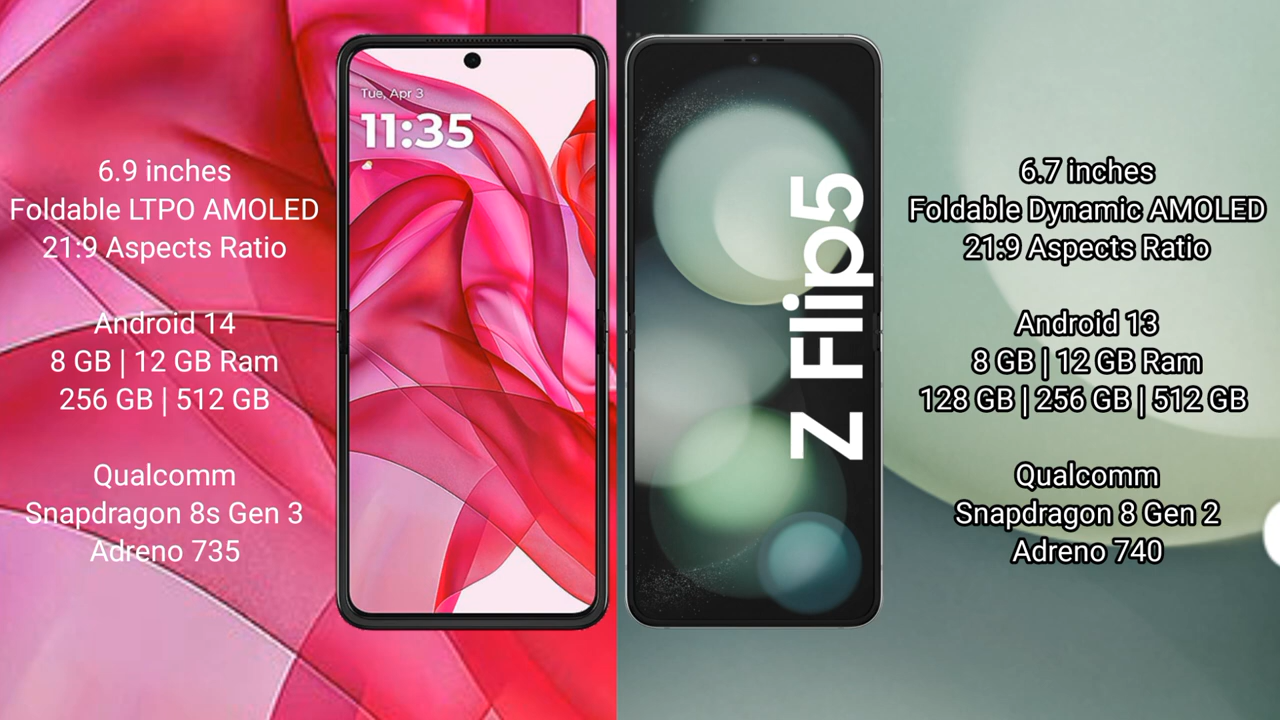 6.9 inches
Foldable LTPO AMOLED
21:9 Aspects Ratio
Android 14
8 GB | 12 GB Ram
256 GB | 512 GB
Qualcomm
Snapdragon 8s Gen 3
Adreno 735
Tue, Apr 3
11:35
Z Flip5
6.7 inches
Foldable Dynamic AMOLED
21:9 Aspects Ratio
Android 13
8 GB | 12 GB Ram
128 GB | 256 GB | 512 GB
Qualcomm
Snapdragon 8 Gen 2
Adreno 740